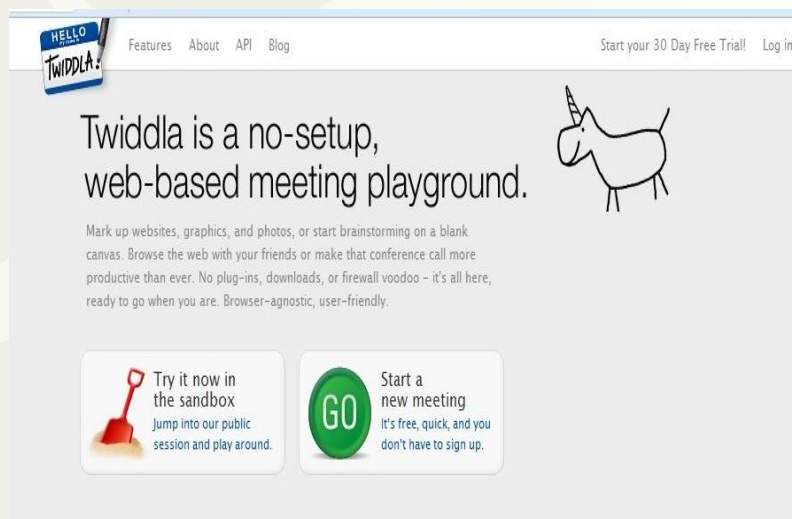 HELLO
my name is
TWIDDLA!
Features About API Blog
Start your 30 Day Free Trial! Log in
Twiddla is a no-setup,
web-based meeting playground.
Mark up websites, graphics, and photos, or start brainstorming on a blank
canvas. Browse the web with your friends or make that conference call more
productive than ever. No plug-ins, downloads, or firewall voodoo – it's all here,
ready to go when you are. Browser-agnostic, user-friendly.
Try it now in
the sandbox
Jump into our public
session and play around.
GO
Start a
new meeting
It's free, quick, and you
don't have to sign up.